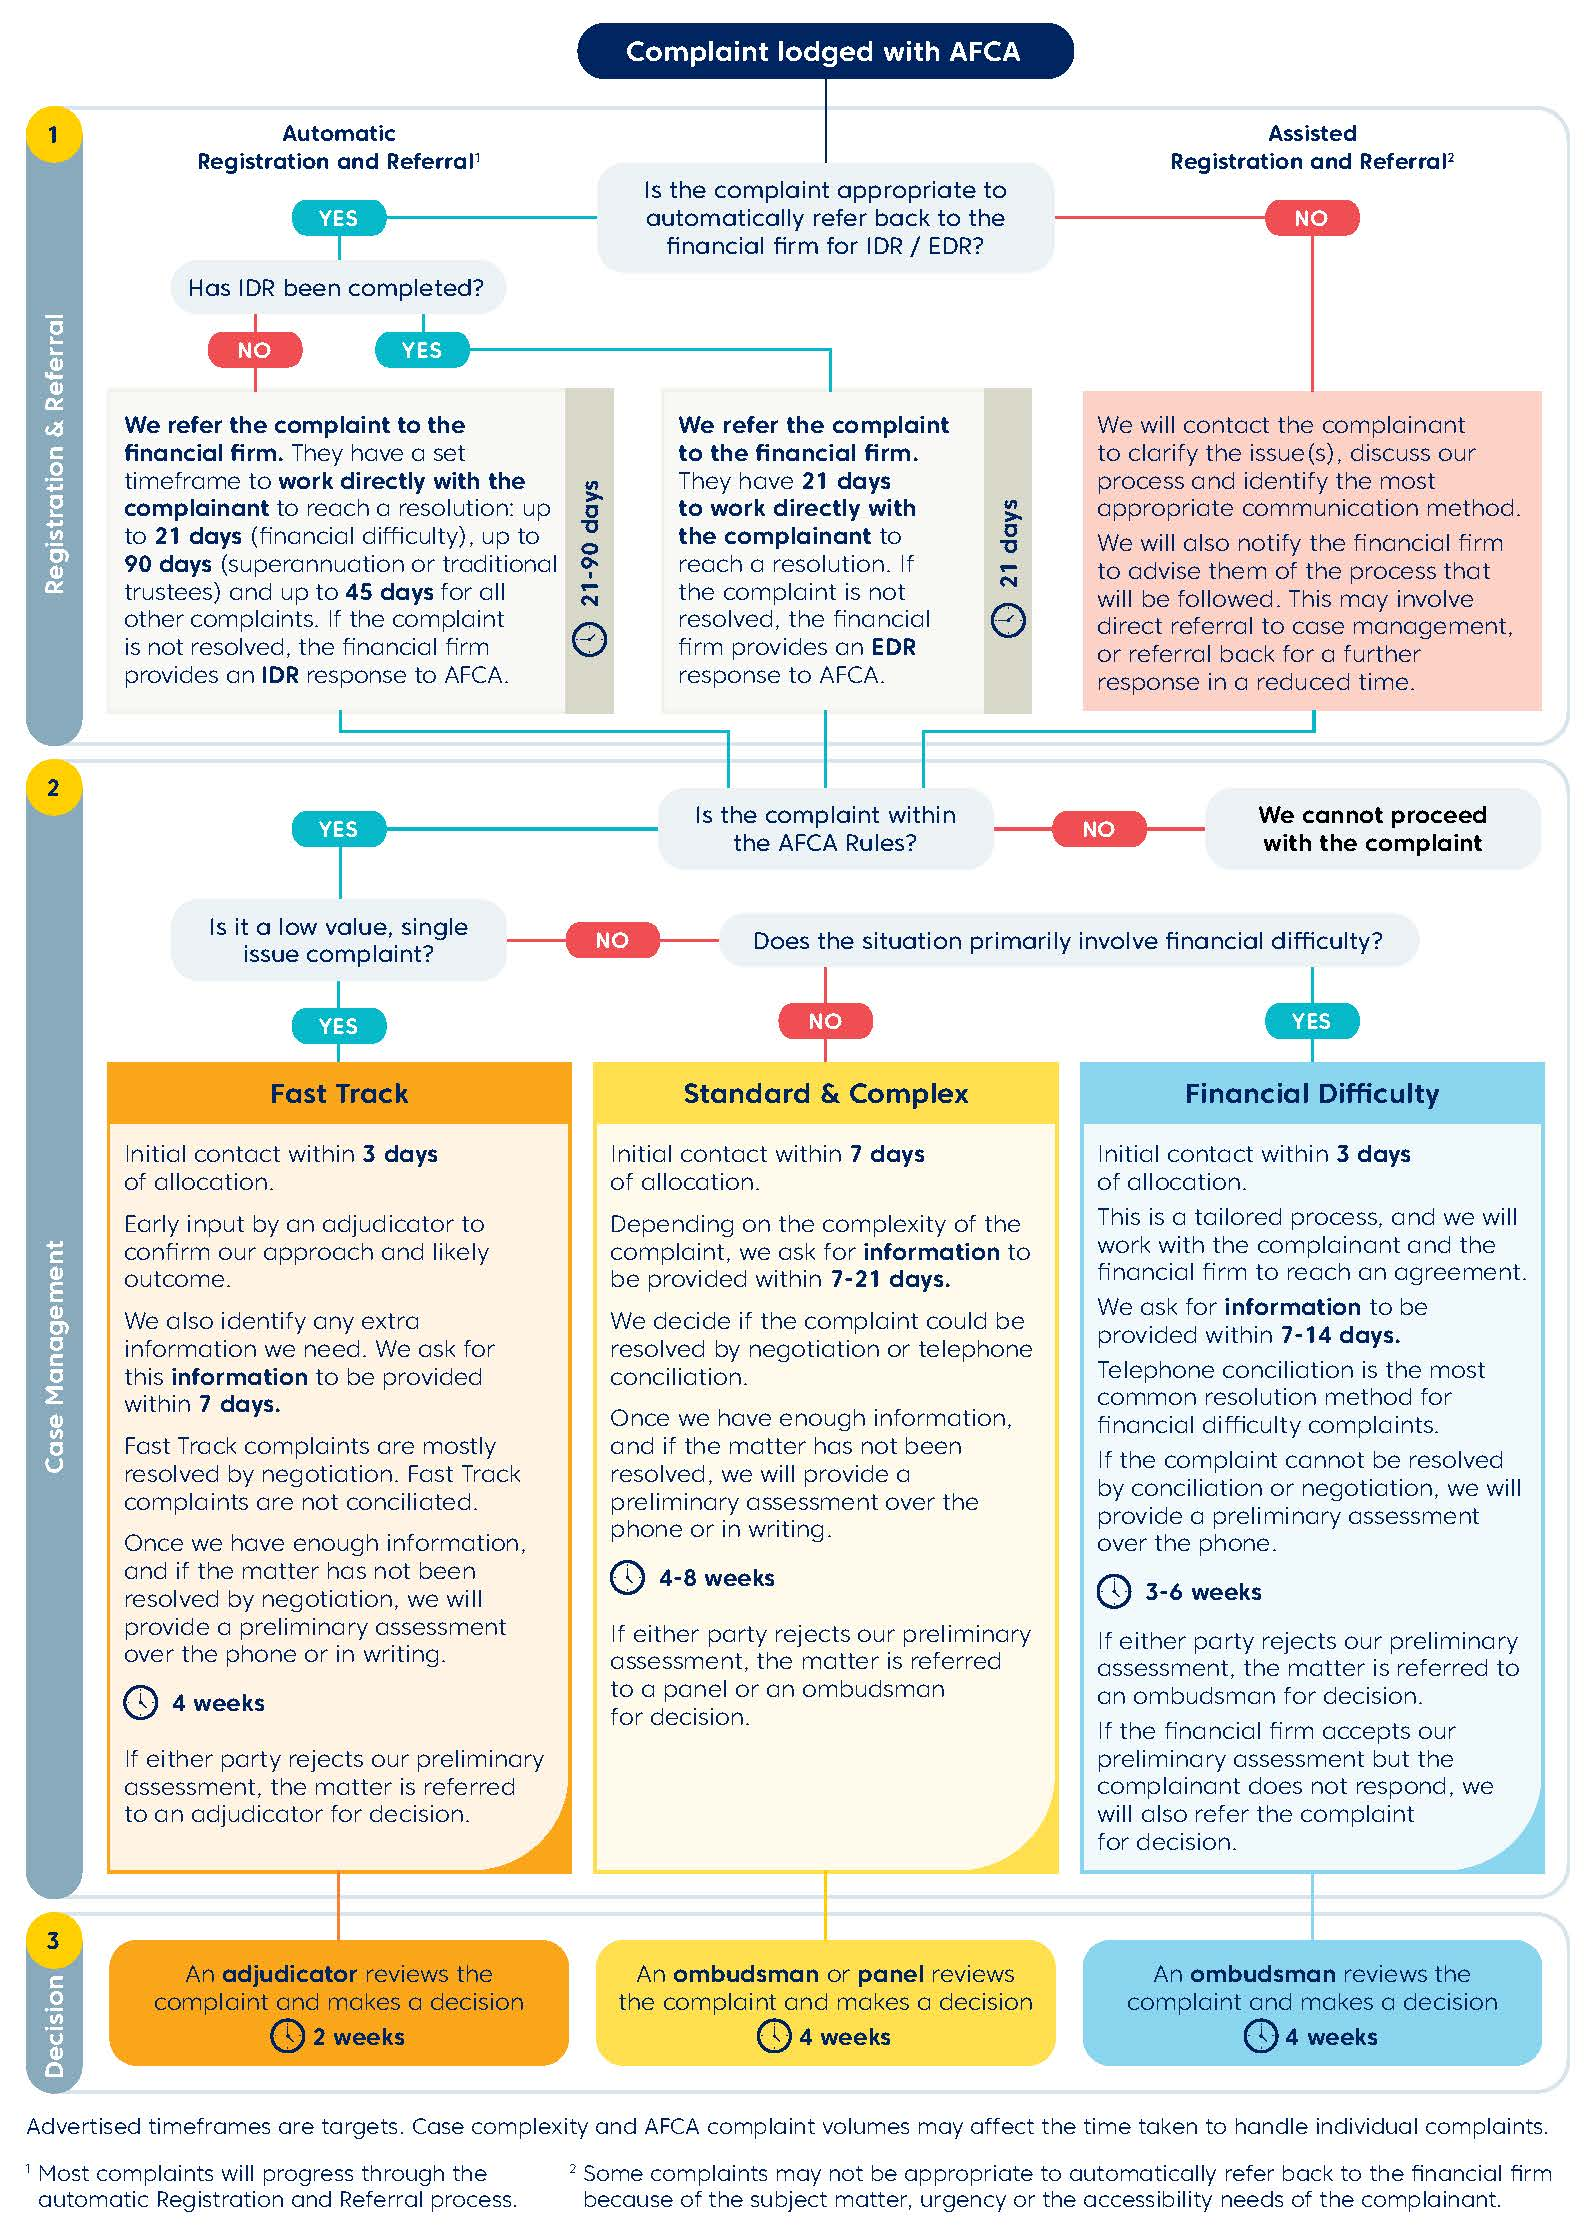 Complaint lodged with AFCA
1
Registration & Referral
Automatic
Registration and Referral¹
Assisted
Registration and Referral²
Is the complaint appropriate to
automatically refer back to the
financial firm for IDR / EDR?
YES
NO
Has IDR been completed?
NO
YES
We refer the complaint to the
financial firm. They have a set
timeframe to work directly with the
complainant to reach a resolution: up
to 21 days (financial difficulty), up to
90 days (superannuation or traditional
trustees) and up to 45 days for all
other complaints. If the complaint
is not resolved, the financial firm
provides an IDR response to AFCA.
21-90 days
We refer the complaint
to the financial firm.
They have 21 days
to work directly with
the complainant to
reach a resolution. If
the complaint is not
resolved, the financial
firm provides an EDR
response to AFCA.
21 days
We will contact the complainant
to clarify the issue(s), discuss our
process and identify the most
appropriate communication method.
We will also notify the financial firm
to advise them of the process that
will be followed. This may involve
direct referral to case management,
or referral back for a further
response in a reduced time.
2
Case Management
Is the complaint within
the AFCA Rules?
YES
NO
We cannot proceed
with the complaint
Is it a low value, single
issue complaint?
NO
Does the situation primarily involve financial difficulty?
YES
NO
YES
Fast Track
Initial contact within 3 days
of allocation.
Early input by an adjudicator to
confirm our approach and likely
outcome.
We also identify any extra
information we need. We ask for
this information to be provided
within 7 days.
Fast Track complaints are mostly
resolved by negotiation. Fast Track
complaints are not conciliated.
Once we have enough information,
and if the matter has not been
resolved by negotiation, we will
provide a preliminary assessment
over the phone or in writing.
4 weeks
If either party rejects our preliminary
assessment, the matter is referred
to an adjudicator for decision.
Standard & Complex
Initial contact within 7 days
of allocation.
Depending on the complexity of the
complaint, we ask for information to
be provided within 7-21 days.
We decide if the complaint could be
resolved by negotiation or telephone
conciliation.
Once we have enough information,
and if the matter has not been
resolved, we will provide a
preliminary assessment over the
phone or in writing.
4-8 weeks
If either party rejects our preliminary
assessment, the matter is referred
to a panel or an ombudsman
for decision.
Financial Difficulty
Initial contact within 3 days
of allocation.
This is a tailored process, and we will
work with the complainant and the
financial firm to reach an agreement.
We ask for information to be
provided within 7-14 days.
Telephone conciliation is the most
common resolution method for
financial difficulty complaints.
If the complaint cannot be resolved
by conciliation or negotiation, we will
provide a preliminary assessment
over the phone.
3-6 weeks
If either party rejects our preliminary
assessment, the matter is referred to
an ombudsman for decision.
If the financial firm accepts our
preliminary assessment but the
complainant does not respond, we
will also refer the complaint
for decision.
3
Decision
An adjudicator reviews the
complaint and makes a decision
2 weeks
An ombudsman or panel reviews
the complaint and makes a decision
4 weeks
An ombudsman reviews the
complaint and makes a decision
4 weeks
Advertised timeframes are targets. Case complexity and AFCA complaint volumes may affect the time taken to handle individual complaints.
¹ Most complaints will progress through the
automatic Registration and Referral process.
² Some complaints may not be appropriate to automatically refer back to the financial firm
because of the subject matter, urgency or the accessibility needs of the complainant.